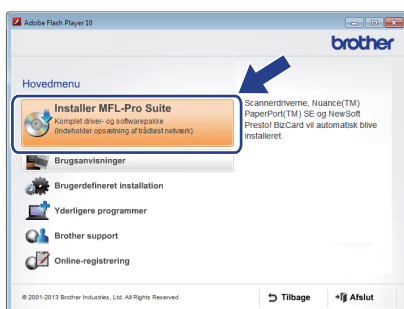 Adobe Flash Player 10
brother
Hovedmenu
Installer MFL-Pro Suite
Komplet driver- og softwarepakke
(Indeholder opsætning af trådløst netværk)
Scannerdriverne, Nuance(TM)
PaperPort(TM) SE og NewSoft
Presto! BizCard vil automatisk blive
installeret.
Brugsanvisninger
Brugerdefineret installation
Yderligere programmer
Brother support
Online-registrering
© 2001-2013 Brother Industries, Ltd. All Rights Reserved.
Tilbage
Afslut